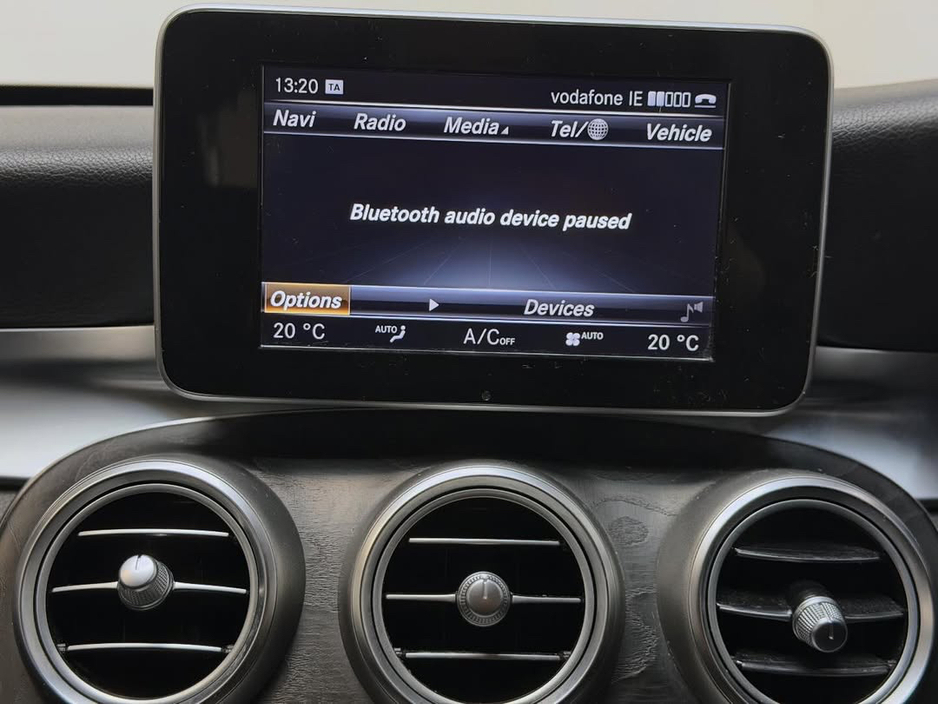 13:20 TA vodafone IE
Navi Radio Media Tel/ Vehicle
Bluetooth audio device paused
Options Devices
20 °C AUTO A/C OFF AUTO 20 °C